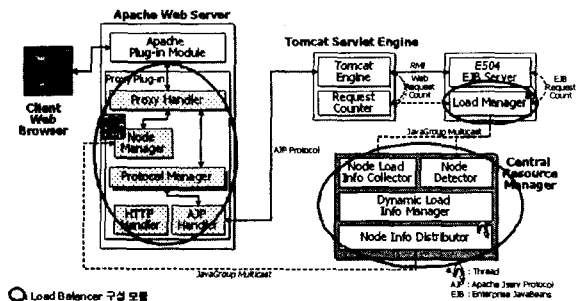 Apache Web Server
Apache
Plug-in Module
Proxy Plug-in
Proxy Handler
Node
Manager
Protocol Manager
HTTP
Handler
AJP
Handler
Client
Web
Browser
Tomcat Servlet Engine
Tomcat
Engine
Request
Counter
RMI
Web
Request
Count
E504
EJB Server
Load Manager
EJB
Request
Count
AJP Protocol
JavaGroup Multicast
Central
Resource
Manager
Node Load
Info Collector
Node
Detector
Dynamic Load
Info Manager
Node Info Distributor
JavaGroup Multicast
: Thread
AJP : Apache Jserv Protocol
EJB : Enterprise JavaBeans
Load Balancer 구성 모듈